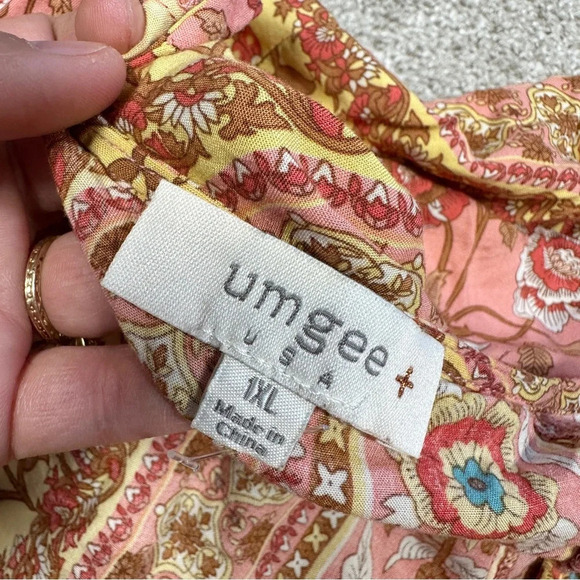 umgee
USA
+
1XL
Made in
China